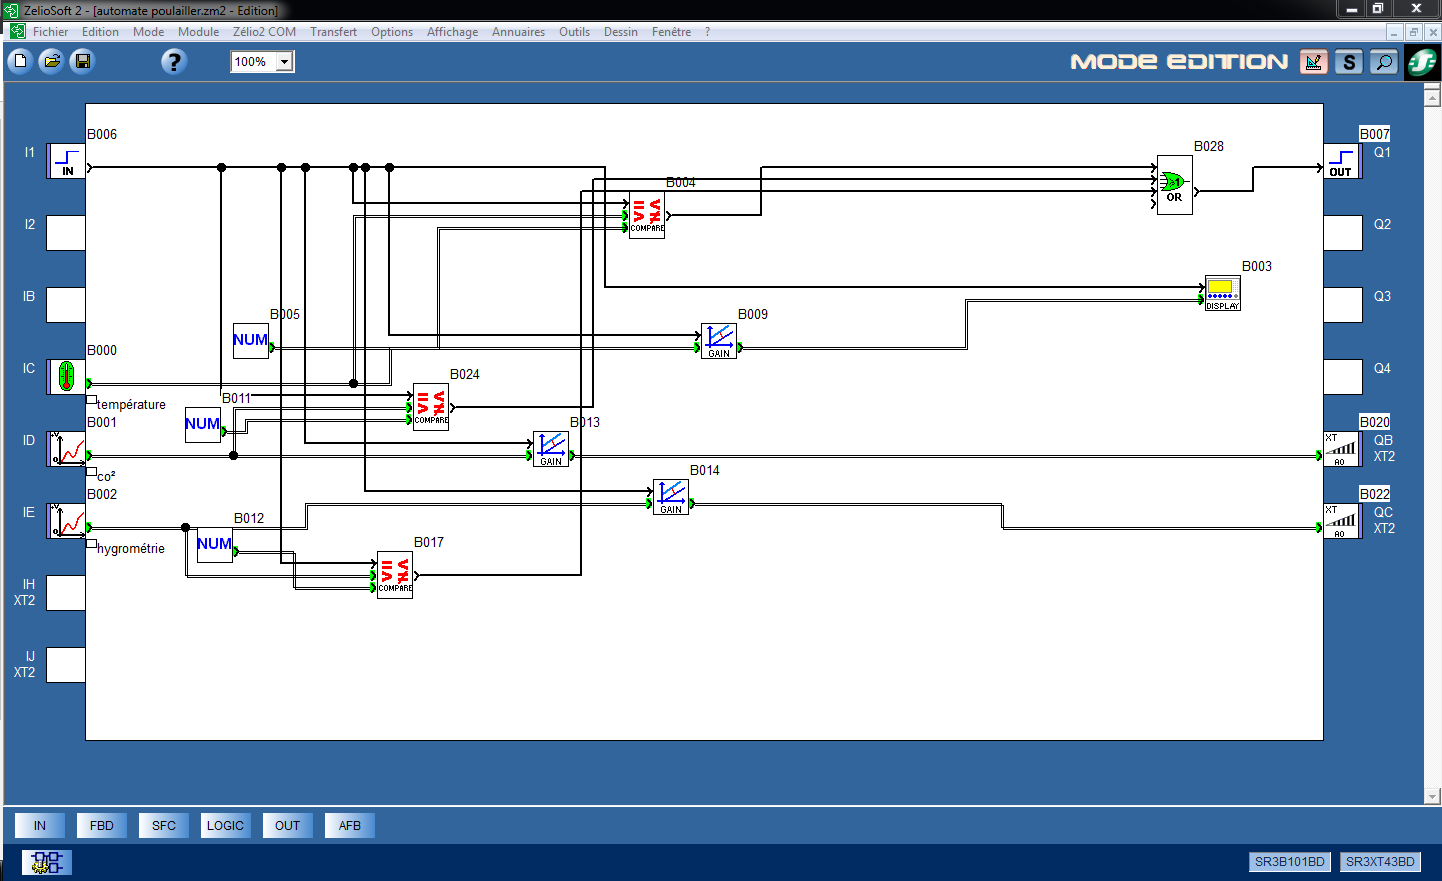 ZelioSoft 2 - [automate poulailler.zm2 - Edition]
Fichier Edition Mode Module Zélio2 COM Transfert Options Affichage Annuaires Outils Dessin Fenêtre ?
100%
MODE EDITION
S
B006
B007
I1
IN
B028
OUT
Q1
OR
B004
COMPARE
I2
Q2
B003
DISPLAY
IB
Q3
B005
NUM
B009
GAIN
B000
IC
Q4
température
B024
COMPARE
B011
NUM
B001
ID
co²
B013
GAIN
B020
XT
AO
QB
XT2
B002
IE
hygrométrie
B014
GAIN
B022
XT
AO
QC
XT2
B012
NUM
B017
COMPARE
IH
XT2
IJ
XT2
IN FBD SFC LOGIC OUT AFB
SR3B101BD SR3XT43BD